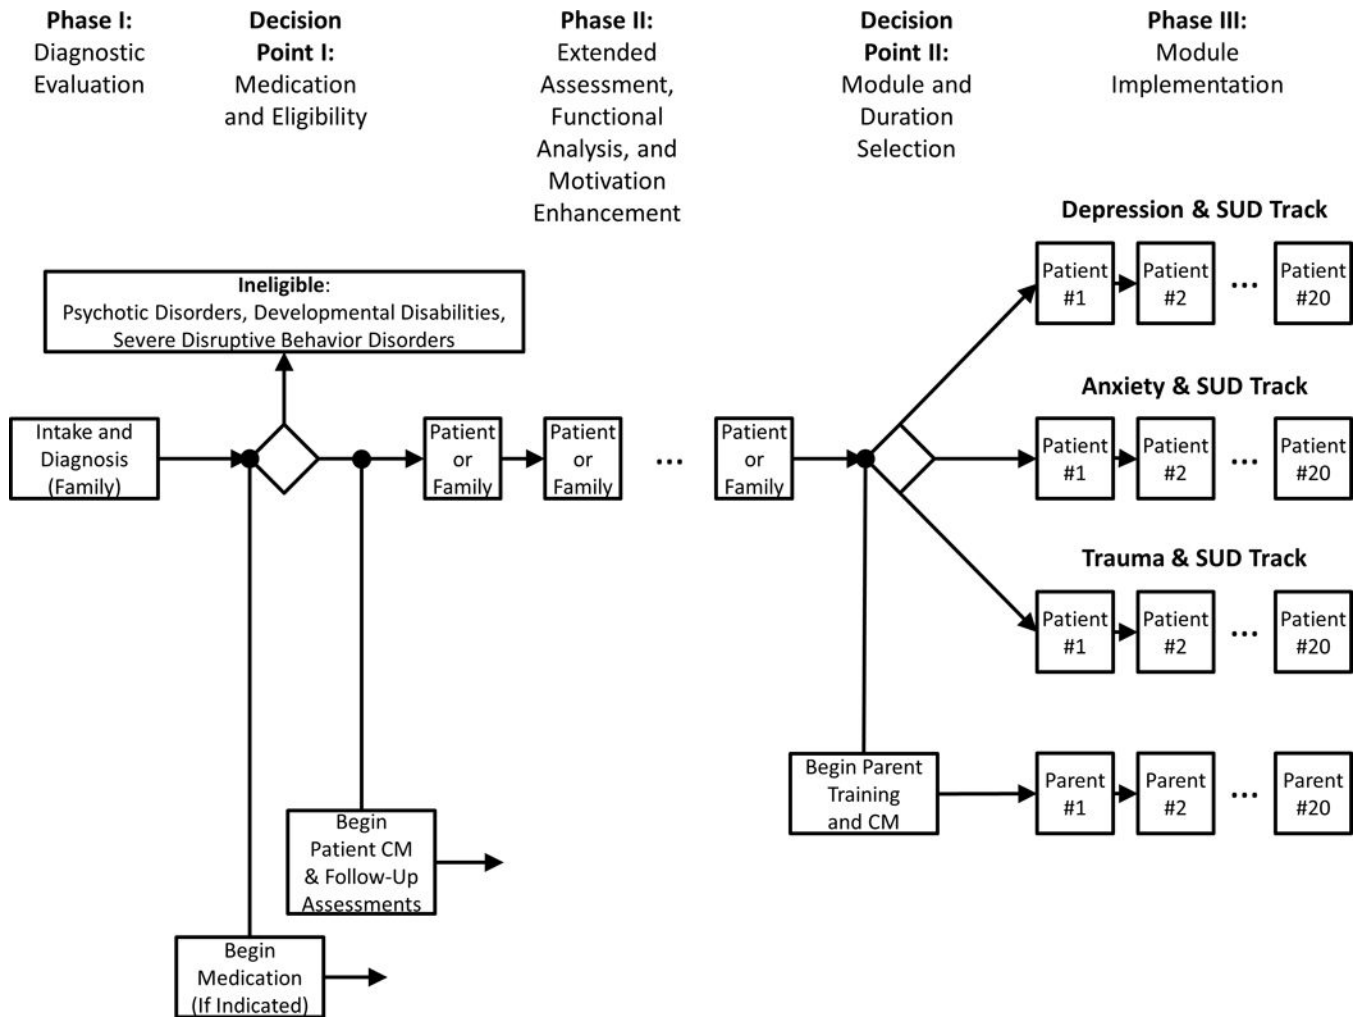 Phase I:
Diagnostic
Evaluation
Decision
Point I:
Medication
and Eligibility
Phase II:
Extended
Assessment,
Functional
Analysis, and
Motivation
Enhancement
Decision
Point II:
Module and
Duration
Selection
Phase III:
Module
Implementation
Ineligible:
Psychotic Disorders, Developmental Disabilities,
Severe Disruptive Behavior Disorders
Intake and
Diagnosis
(Family)
Patient
or
Family
Patient
or
Family
...
Patient
or
Family
Depression & SUD Track
Patient
#1
Patient
#2
...
Patient
#20
Anxiety & SUD Track
Patient
#1
Patient
#2
...
Patient
#20
Trauma & SUD Track
Patient
#1
Patient
#2
...
Patient
#20
Begin Parent
Training
and CM
Parent
#1
Parent
#2
...
Parent
#20
Begin
Patient CM
& Follow-Up
Assessments
Begin
Medication
(If Indicated)